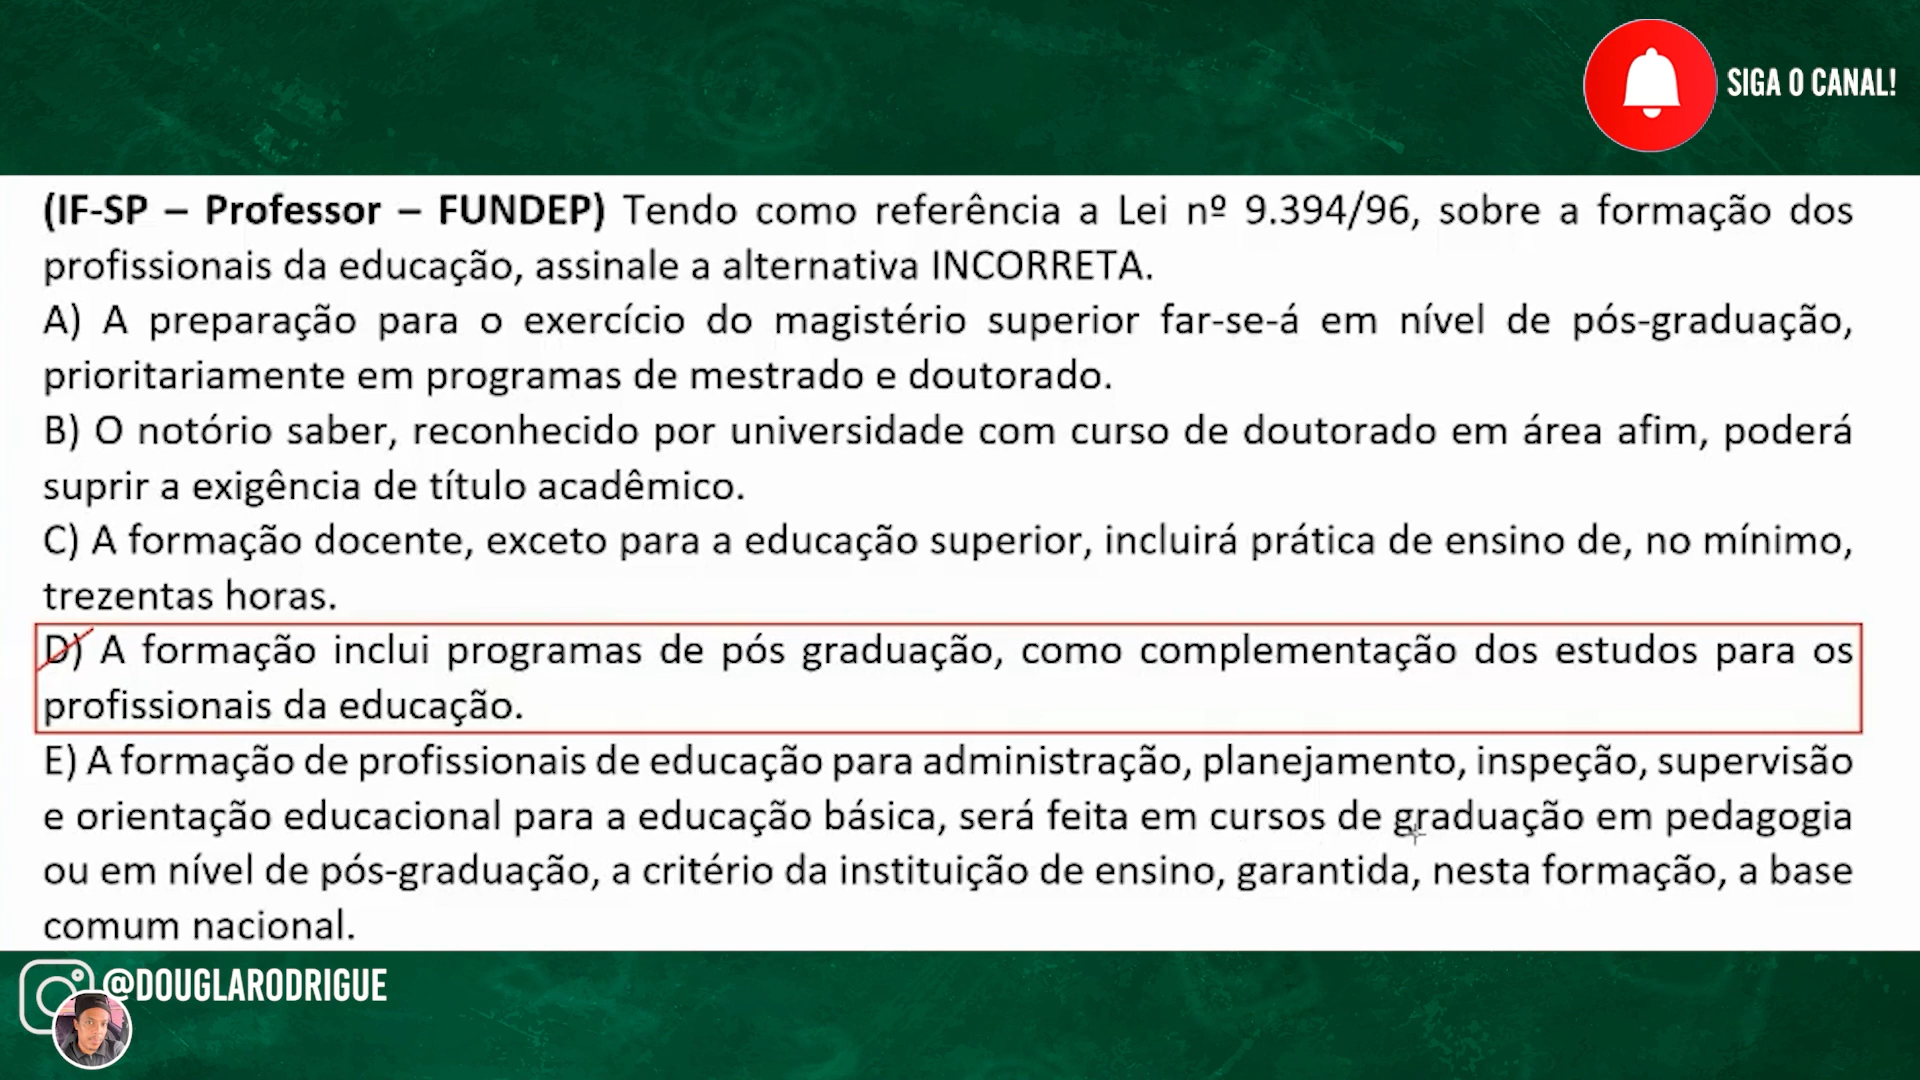 SIGA O CANAL!
(IF-SP – Professor – FUNDEP) Tendo como referência a Lei nº 9.394/96, sobre a formação dos
profissionais da educação, assinale a alternativa INCORRETA.
A) A preparação para o exercício do magistério superior far-se-á em nível de pós-graduação,
prioritariamente em programas de mestrado e doutorado.
B) O notório saber, reconhecido por universidade com curso de doutorado em área afim, poderá
suprir a exigência de título acadêmico.
C) A formação docente, exceto para a educação superior, incluirá prática de ensino de, no mínimo,
trezentas horas.
D) A formação inclui programas de pós graduação, como complementação dos estudos para os
profissionais da educação.
E) A formação de profissionais de educação para administração, planejamento, inspeção, supervisão
e orientação educacional para a educação básica, será feita em cursos de graduação em pedagogia
ou em nível de pós-graduação, a critério da instituição de ensino, garantida, nesta formação, a base
comum nacional.
@DOUGLARODRIGUE